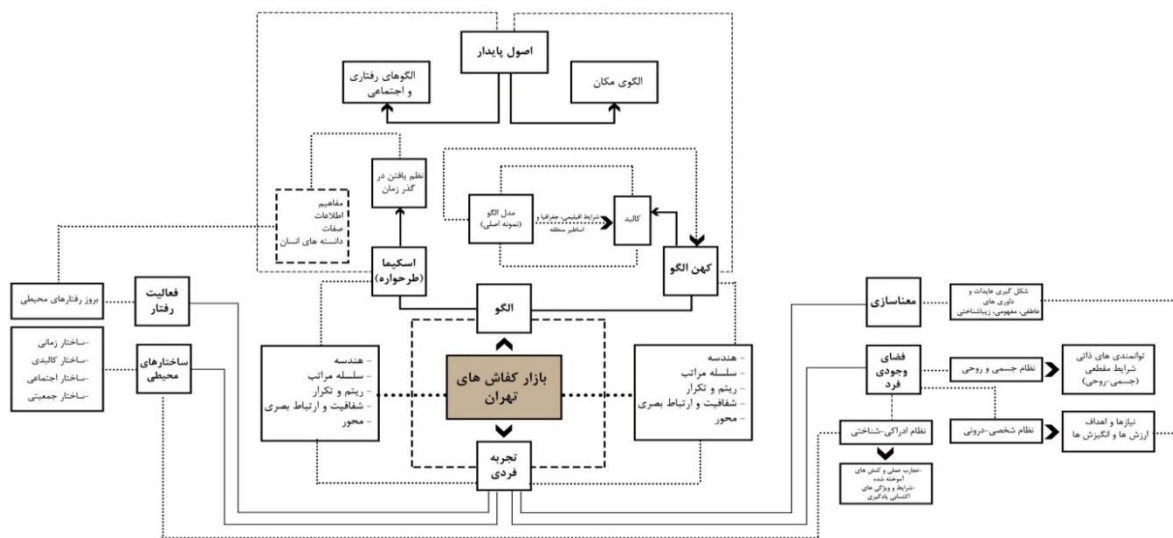 اصول پایدار
الگوهای رفتاری
و اجتماعی
الگوی مکان
نظم یافتن در
گذر زمان
مفاهیم
اطلاعات
صفات
دانسته های انسان
مدل الگو
(نمونه اصلی)
شرایط اقیلیمی، جغرافیا و
اساطیر منطقه
کالبد
اسکیما
(طرحواره)
کهن الگو
الگو
بروز رفتارهای محیطی
فعالیت
رفتار
-ساختار زمانی
-ساختار کالبدی
-ساختار اجتماعی
-ساختار جمعیتی
ساختارهای
محیطی
- هندسه
- سلسله مراتب
- ریتم و تکرار
- شفافیت و ارتباط بصری
- محور
بازار کفاش های
تهران
- هندسه
- سلسله مراتب
- ریتم و تکرار
- شفافیت و ارتباط بصری
- محور
تجربه
فردی
معناسازی
شکل گیری عایدات و
داوری های
عاطفی، مفهومی، زیباشناختی
فضای
وجودی
فرد
نظام جسمی و روحی
توانمندی های ذاتی
شرایط مقطعی
(جسمی-روحی)
نظام ادراکی-شناختی
نظام شخصی-درونی
نیازها و اهداف
ارزش ها و انگیزش ها
-تجارب عملی و کنش های
آموخته شده
-شرایط و ویژگی های
اکتسابی یادگیری